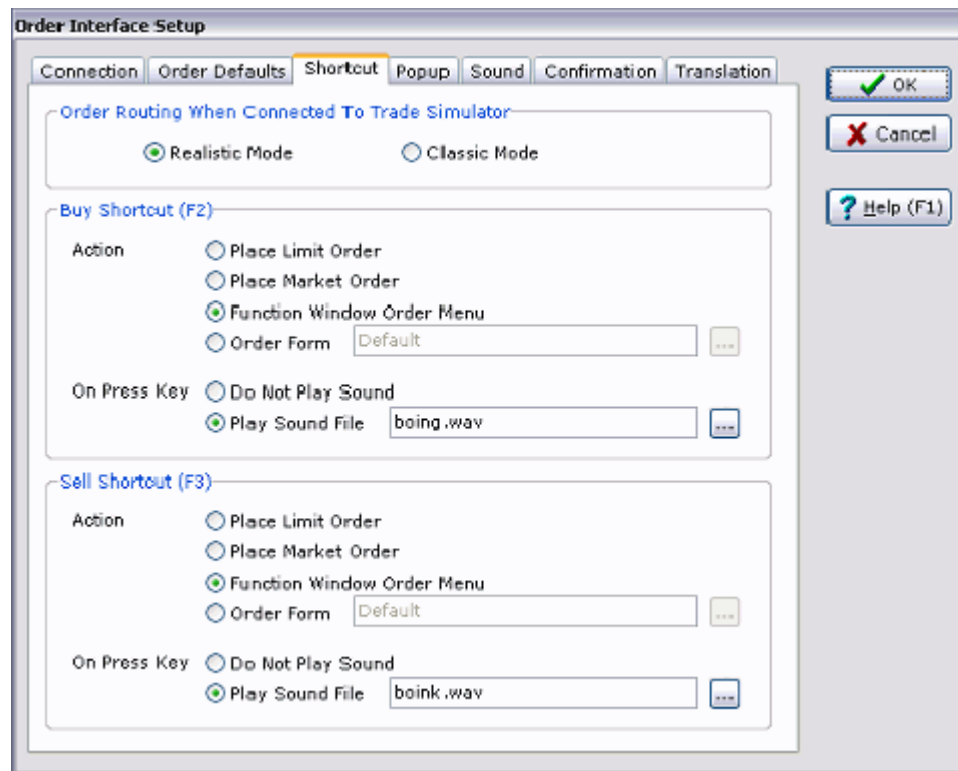 Order Interface Setup
Connection Order Defaults Shortcut Popup Sound Confirmation Translation
OK
Cancel
Help (F1)
Order Routing When Connected To Trade Simulator
Realistic Mode Classic Mode
Buy Shortcut (F2)
Action Place Limit Order
Place Market Order
Function Window Order Menu
Order Form Default ...
On Press Key Do Not Play Sound
Play Sound File boing.wav ...
Sell Shortcut (F3)
Action Place Limit Order
Place Market Order
Function Window Order Menu
Order Form Default ...
On Press Key Do Not Play Sound
Play Sound File boink.wav ...